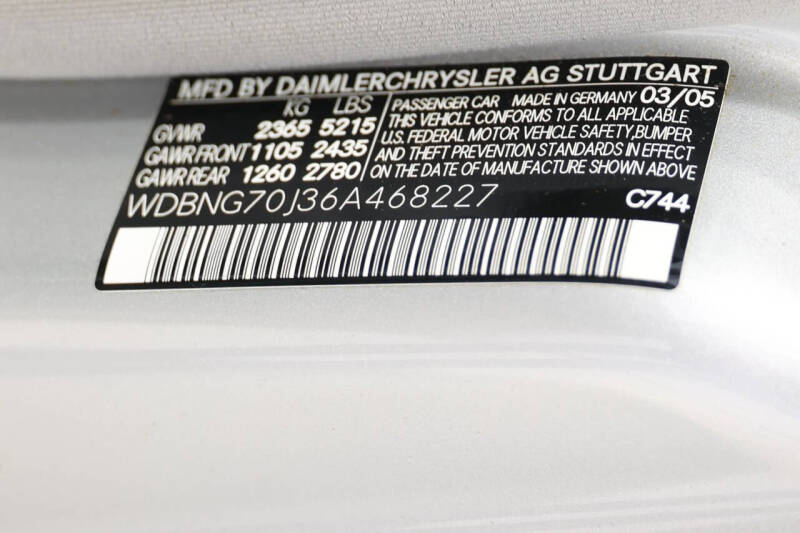 MFD BY DAIMLERCHRYSLER AG STUTTGART
KG LBS
GVWR 2365 5215
GAWR FRONT 1105 2435
GAWR REAR 1260 2780
PASSENGER CAR MADE IN GERMANY 03/05
THIS VEHICLE CONFORMS TO ALL APPLICABLE
U.S. FEDERAL MOTOR VEHICLE SAFETY,BUMPER
AND THEFT PREVENTION STANDARDS IN EFFECT
ON THE DATE OF MANUFACTURE SHOWN ABOVE
WDBNG70J36A468227 C744